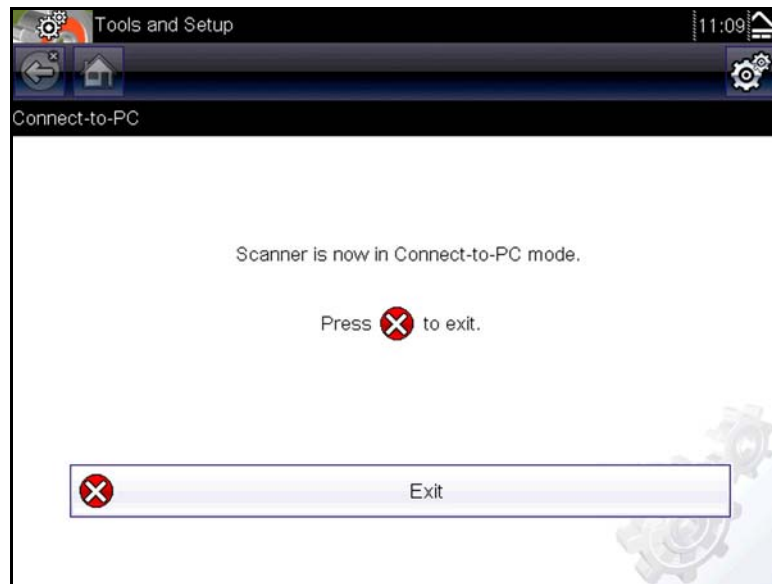 Tools and Setup 11:09
Connect-to-PC
Scanner is now in Connect-to-PC mode.
Press to exit.
Exit